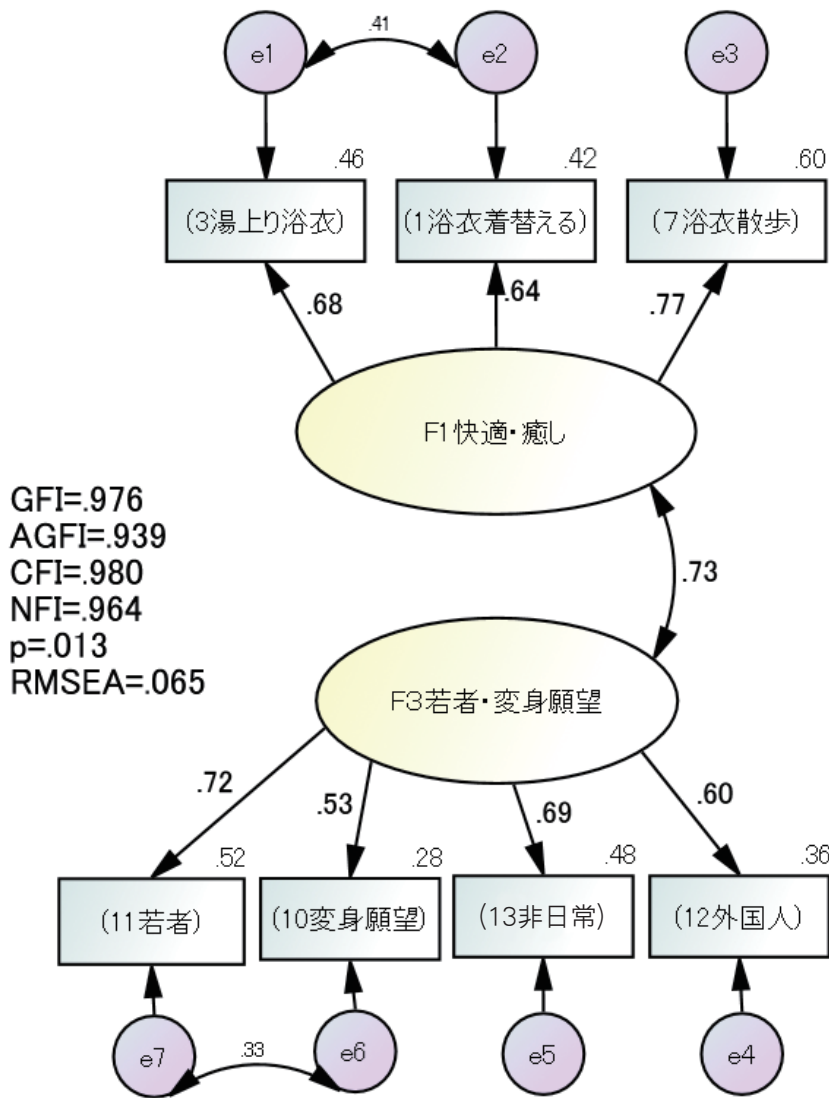 .41
e1
e2
e3
.46
.42
.60
(3湯上り浴衣)
(1浴衣着替える)
(7浴衣散歩)
.68
.64
.77
F1快適・癒し
GFI=.976
AGFI=.939
CFI=.980
NFI=.964
p=.013
RMSEA=.065
.73
F3若者・変身願望
.72
.53
.69
.60
.52
.28
.48
.36
(11若者)
(10変身願望)
(13非日常)
(12外国人)
e7
.33
e6
e5
e4